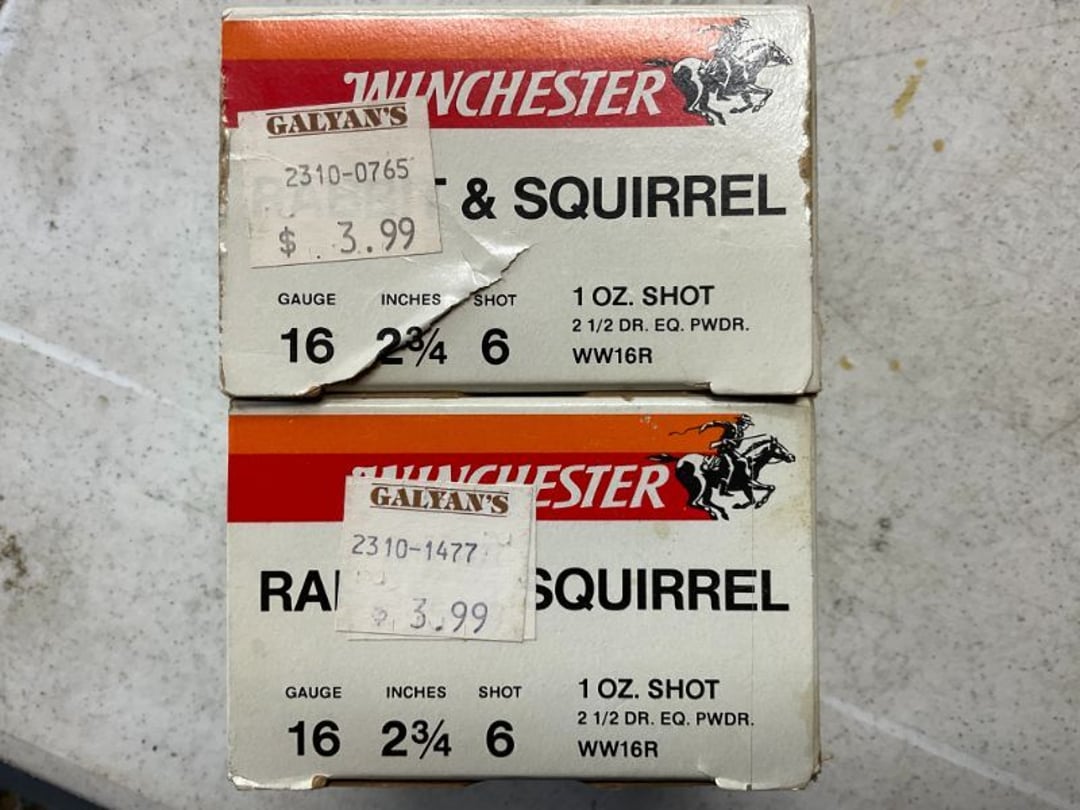 WINCHESTER
GALYAN'S
2310-0765
& SQUIRREL
$ 3.99
GAUGE INCHES SHOT 1 OZ. SHOT
16 2¾ 6 2 1/2 DR. EQ. PWDR.
WW16R
WINCHESTER
GALYAN'S
2310-1477
SQUIRREL
$ 3.99
GAUGE INCHES SHOT 1 OZ. SHOT
16 2¾ 6 2 1/2 DR. EQ. PWDR.
WW16R